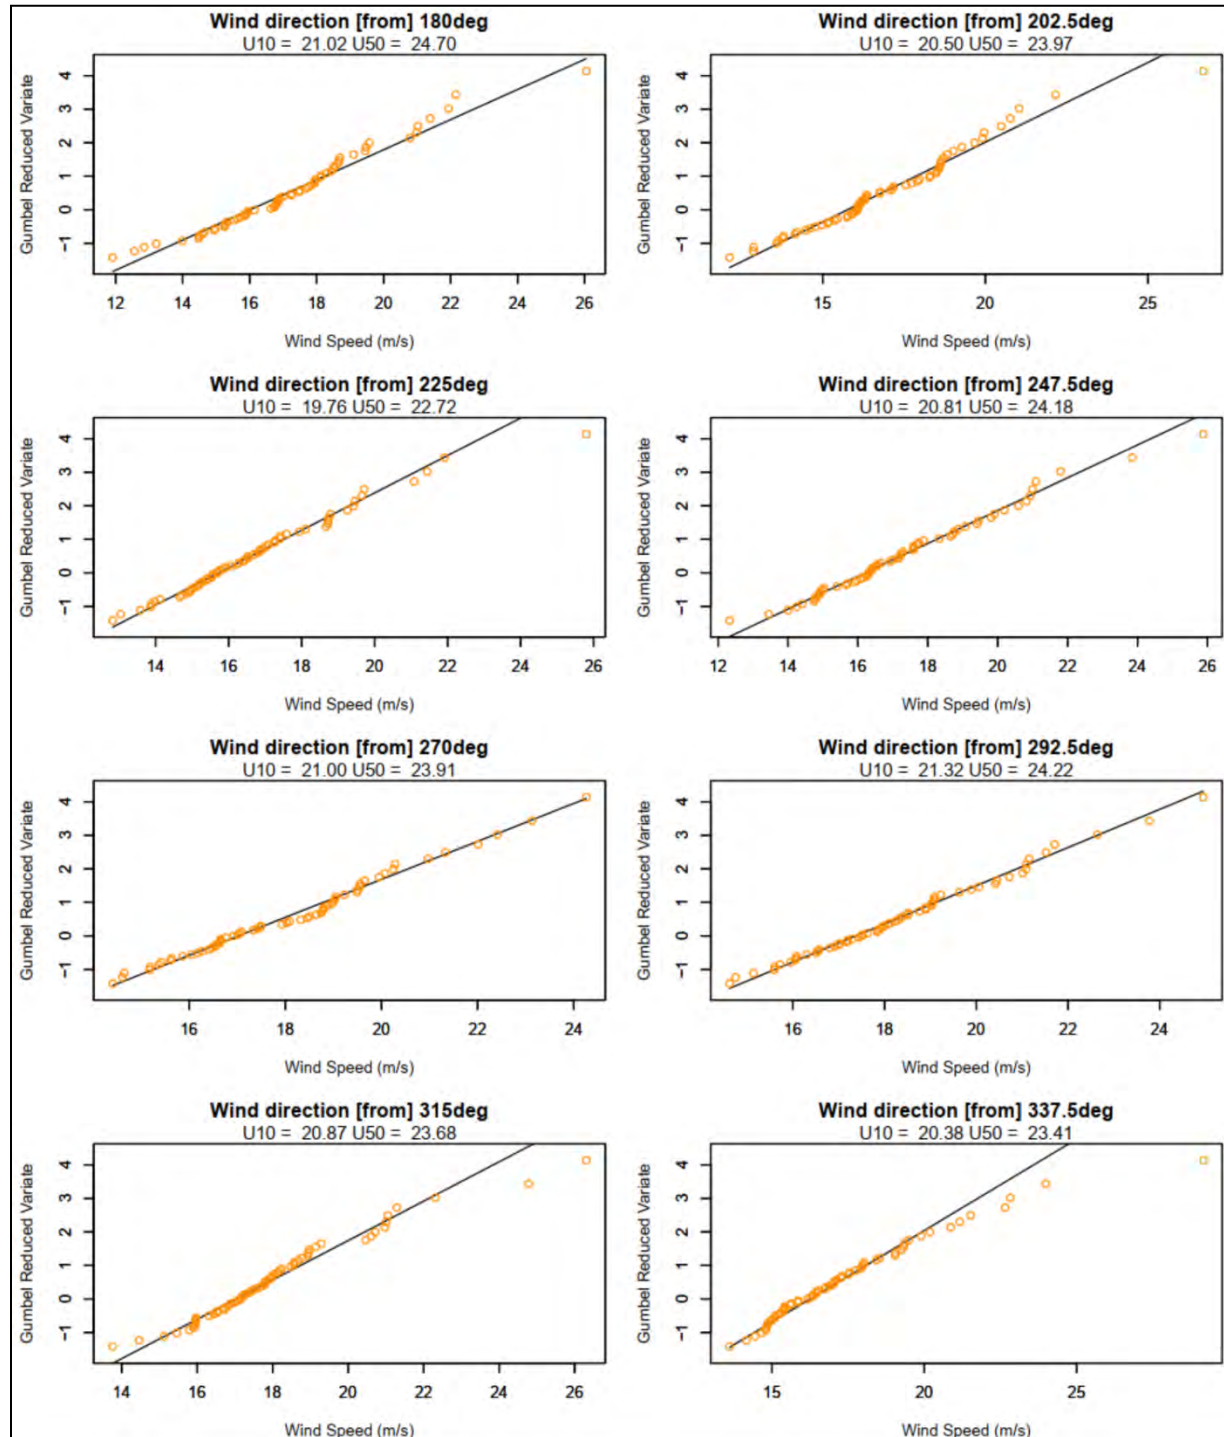 Wind direction [from] 180deg
U10 = 21.02 U50 = 24.70
Gumbel Reduced Variate
4
3
2
1
0
−1
12 14 16 18 20 22 24 26
Wind Speed (m/s)
Wind direction [from] 202.5deg
U10 = 20.50 U50 = 23.97
Gumbel Reduced Variate
4
3
2
1
0
−1
15 20 25
Wind Speed (m/s)
Wind direction [from] 225deg
U10 = 19.76 U50 = 22.72
Gumbel Reduced Variate
4
3
2
1
0
−1
14 16 18 20 22 24 26
Wind Speed (m/s)
Wind direction [from] 247.5deg
U10 = 20.81 U50 = 24.18
Gumbel Reduced Variate
4
3
2
1
0
−1
12 14 16 18 20 22 24 26
Wind Speed (m/s)
Wind direction [from] 270deg
U10 = 21.00 U50 = 23.91
Gumbel Reduced Variate
4
3
2
1
0
−1
16 18 20 22 24
Wind Speed (m/s)
Wind direction [from] 292.5deg
U10 = 21.32 U50 = 24.22
Gumbel Reduced Variate
4
3
2
1
0
−1
16 18 20 22 24
Wind Speed (m/s)
Wind direction [from] 315deg
U10 = 20.87 U50 = 23.68
Gumbel Reduced Variate
4
3
2
1
0
−1
14 16 18 20 22 24 26
Wind Speed (m/s)
Wind direction [from] 337.5deg
U10 = 20.38 U50 = 23.41
Gumbel Reduced Variate
4
3
2
1
0
−1
15 20 25
Wind Speed (m/s)